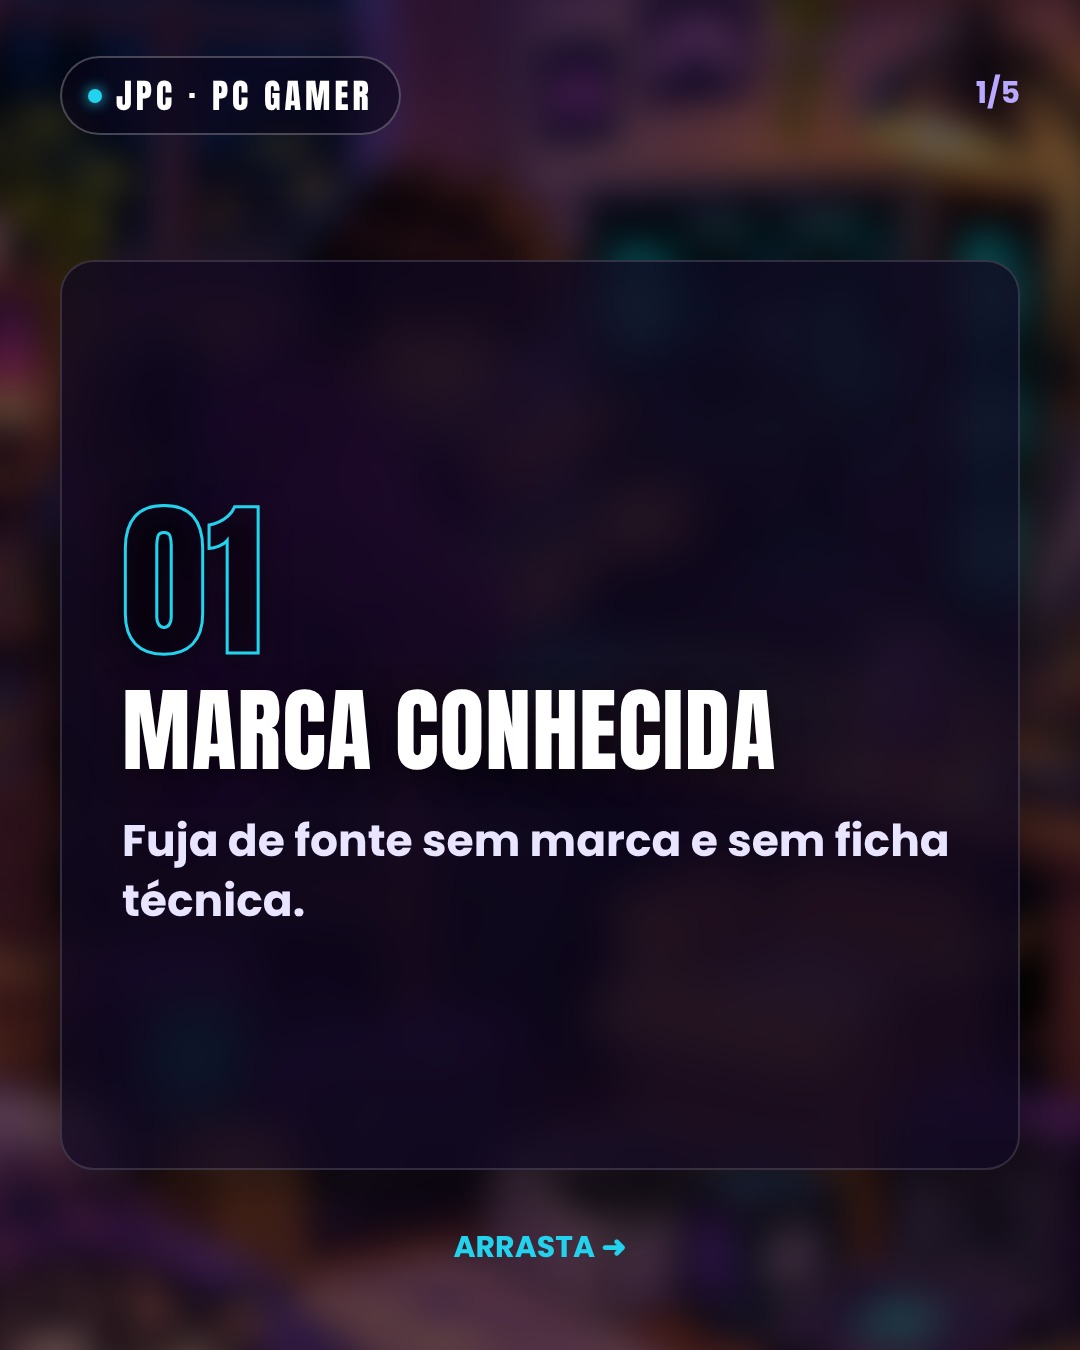 JPC · PC GAMER
1/5
01
MARCA CONHECIDA
Fuja de fonte sem marca e sem ficha
técnica.
ARRASTA ➜